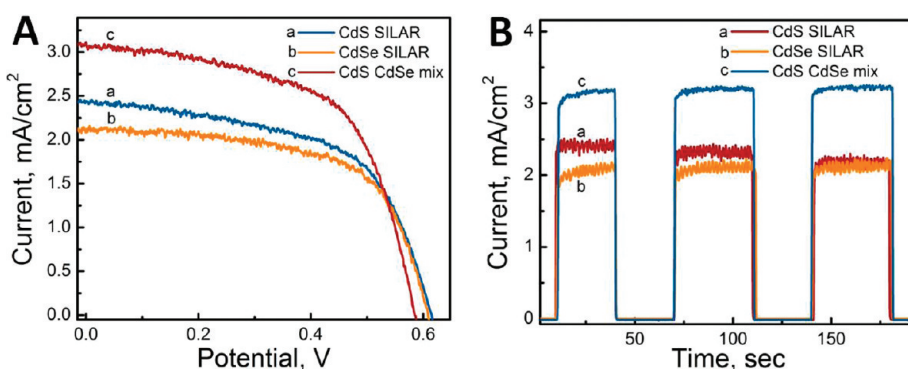 A
a CdS SILAR
b CdSe SILAR
c CdS CdSe mix
c
a
b
3.0
2.5
2.0
1.5
1.0
0.5
0.0
0.0 0.2 0.4 0.6
Current, mA/cm²
Potential, V
B
a CdS SILAR
b CdSe SILAR
c CdS CdSe mix
c
a
b
4
3
2
1
0
50 100 150
Current, mA/cm²
Time, sec